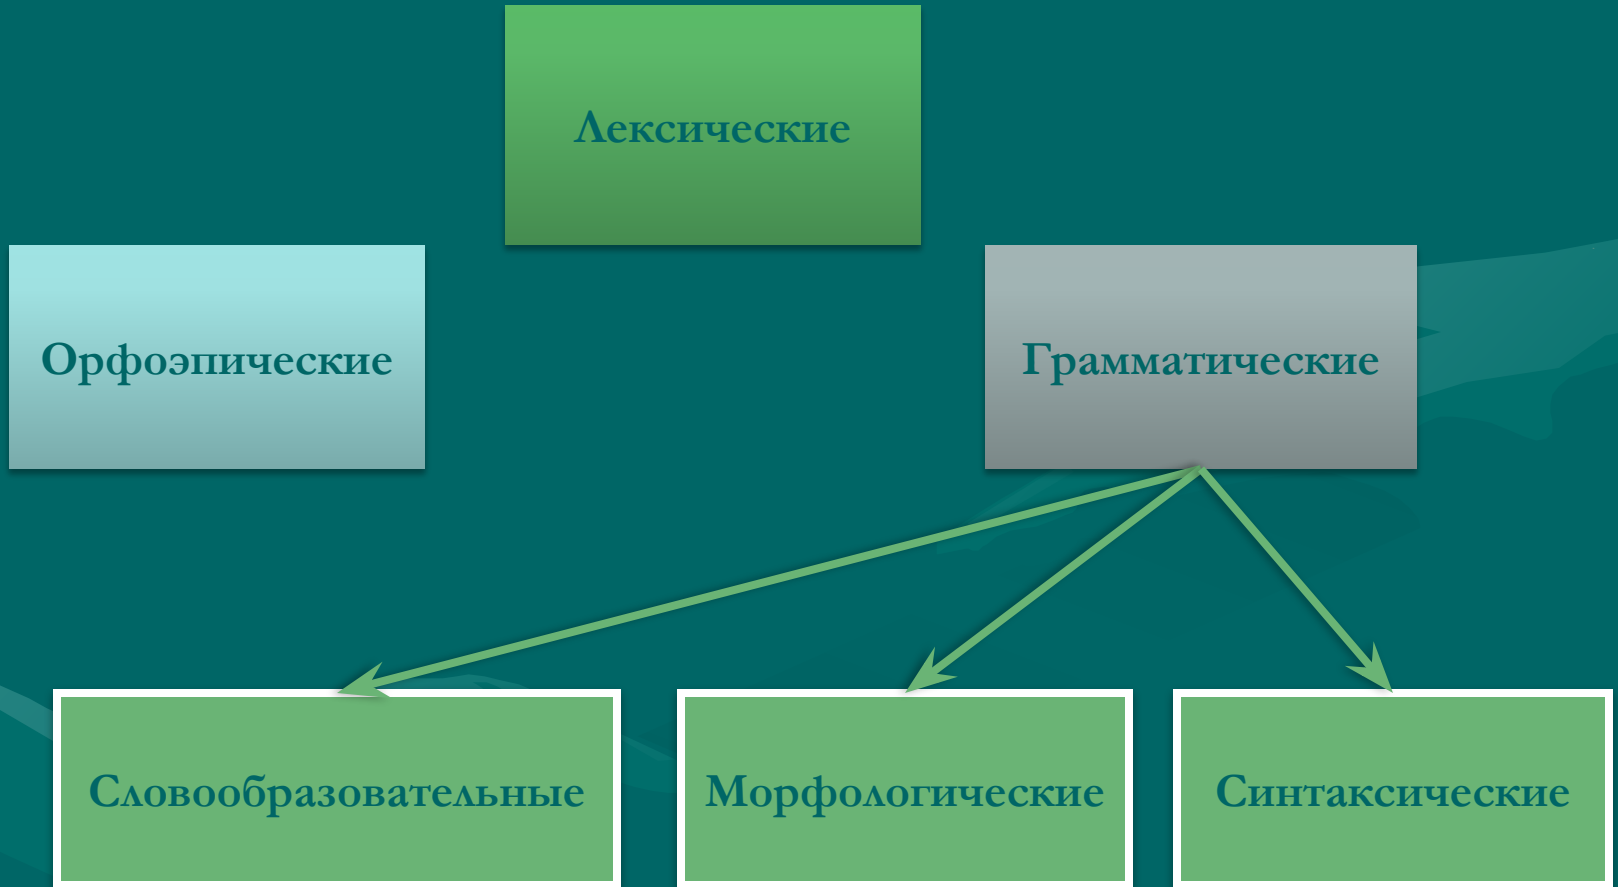 Лексические
Орфоэпические
Грамматические
Словообразовательные
Морфологические
Синтаксические